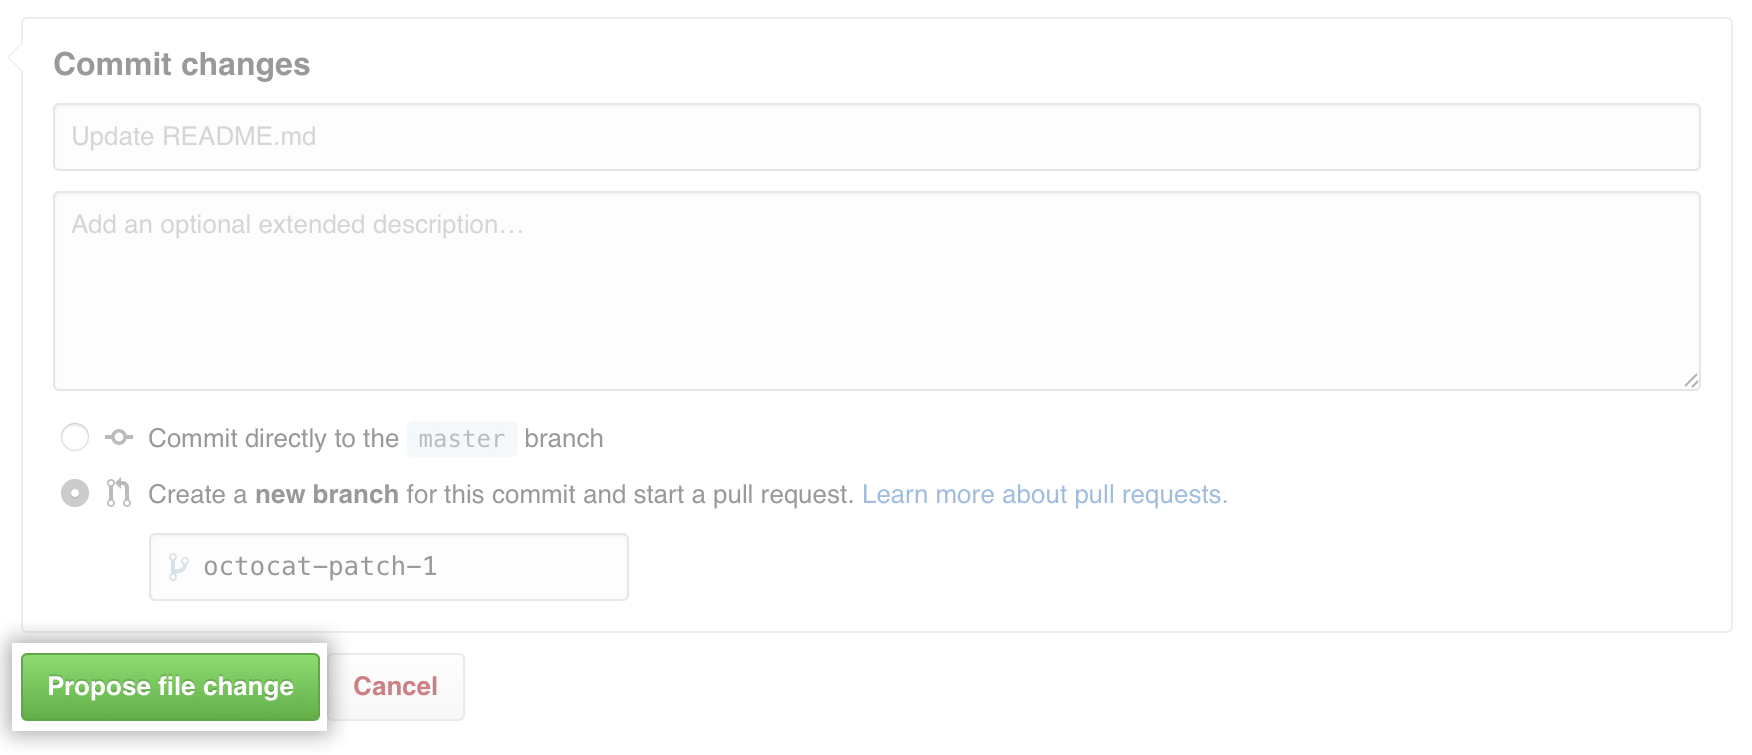 Commit changes
Update README.md
Add an optional extended description…
Commit directly to the master branch
Create a new branch for this commit and start a pull request. Learn more about pull requests.
octocat-patch-1
Propose file change Cancel